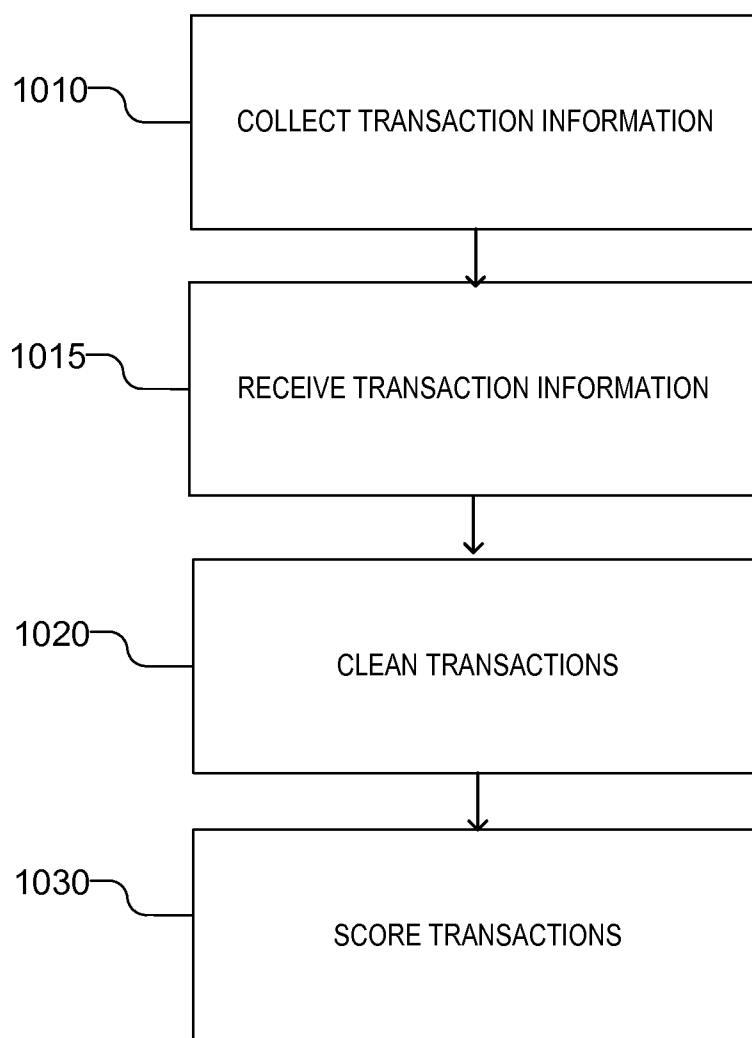 1010
COLLECT TRANSACTION INFORMATION
1015
RECEIVE TRANSACTION INFORMATION
1020
CLEAN TRANSACTIONS
1030
SCORE TRANSACTIONS